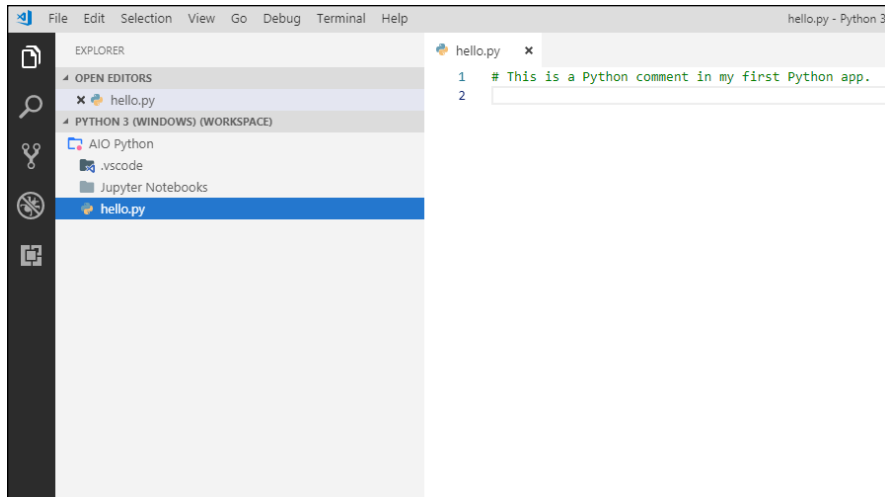 File Edit Selection View Go Debug Terminal Help
hello.py - Python 3
EXPLORER
OPEN EDITORS
hello.py
PYTHON 3 (WINDOWS) (WORKSPACE)
AIO Python
.vscode
Jupyter Notebooks
hello.py
hello.py
1 # This is a Python comment in my first Python app.
2